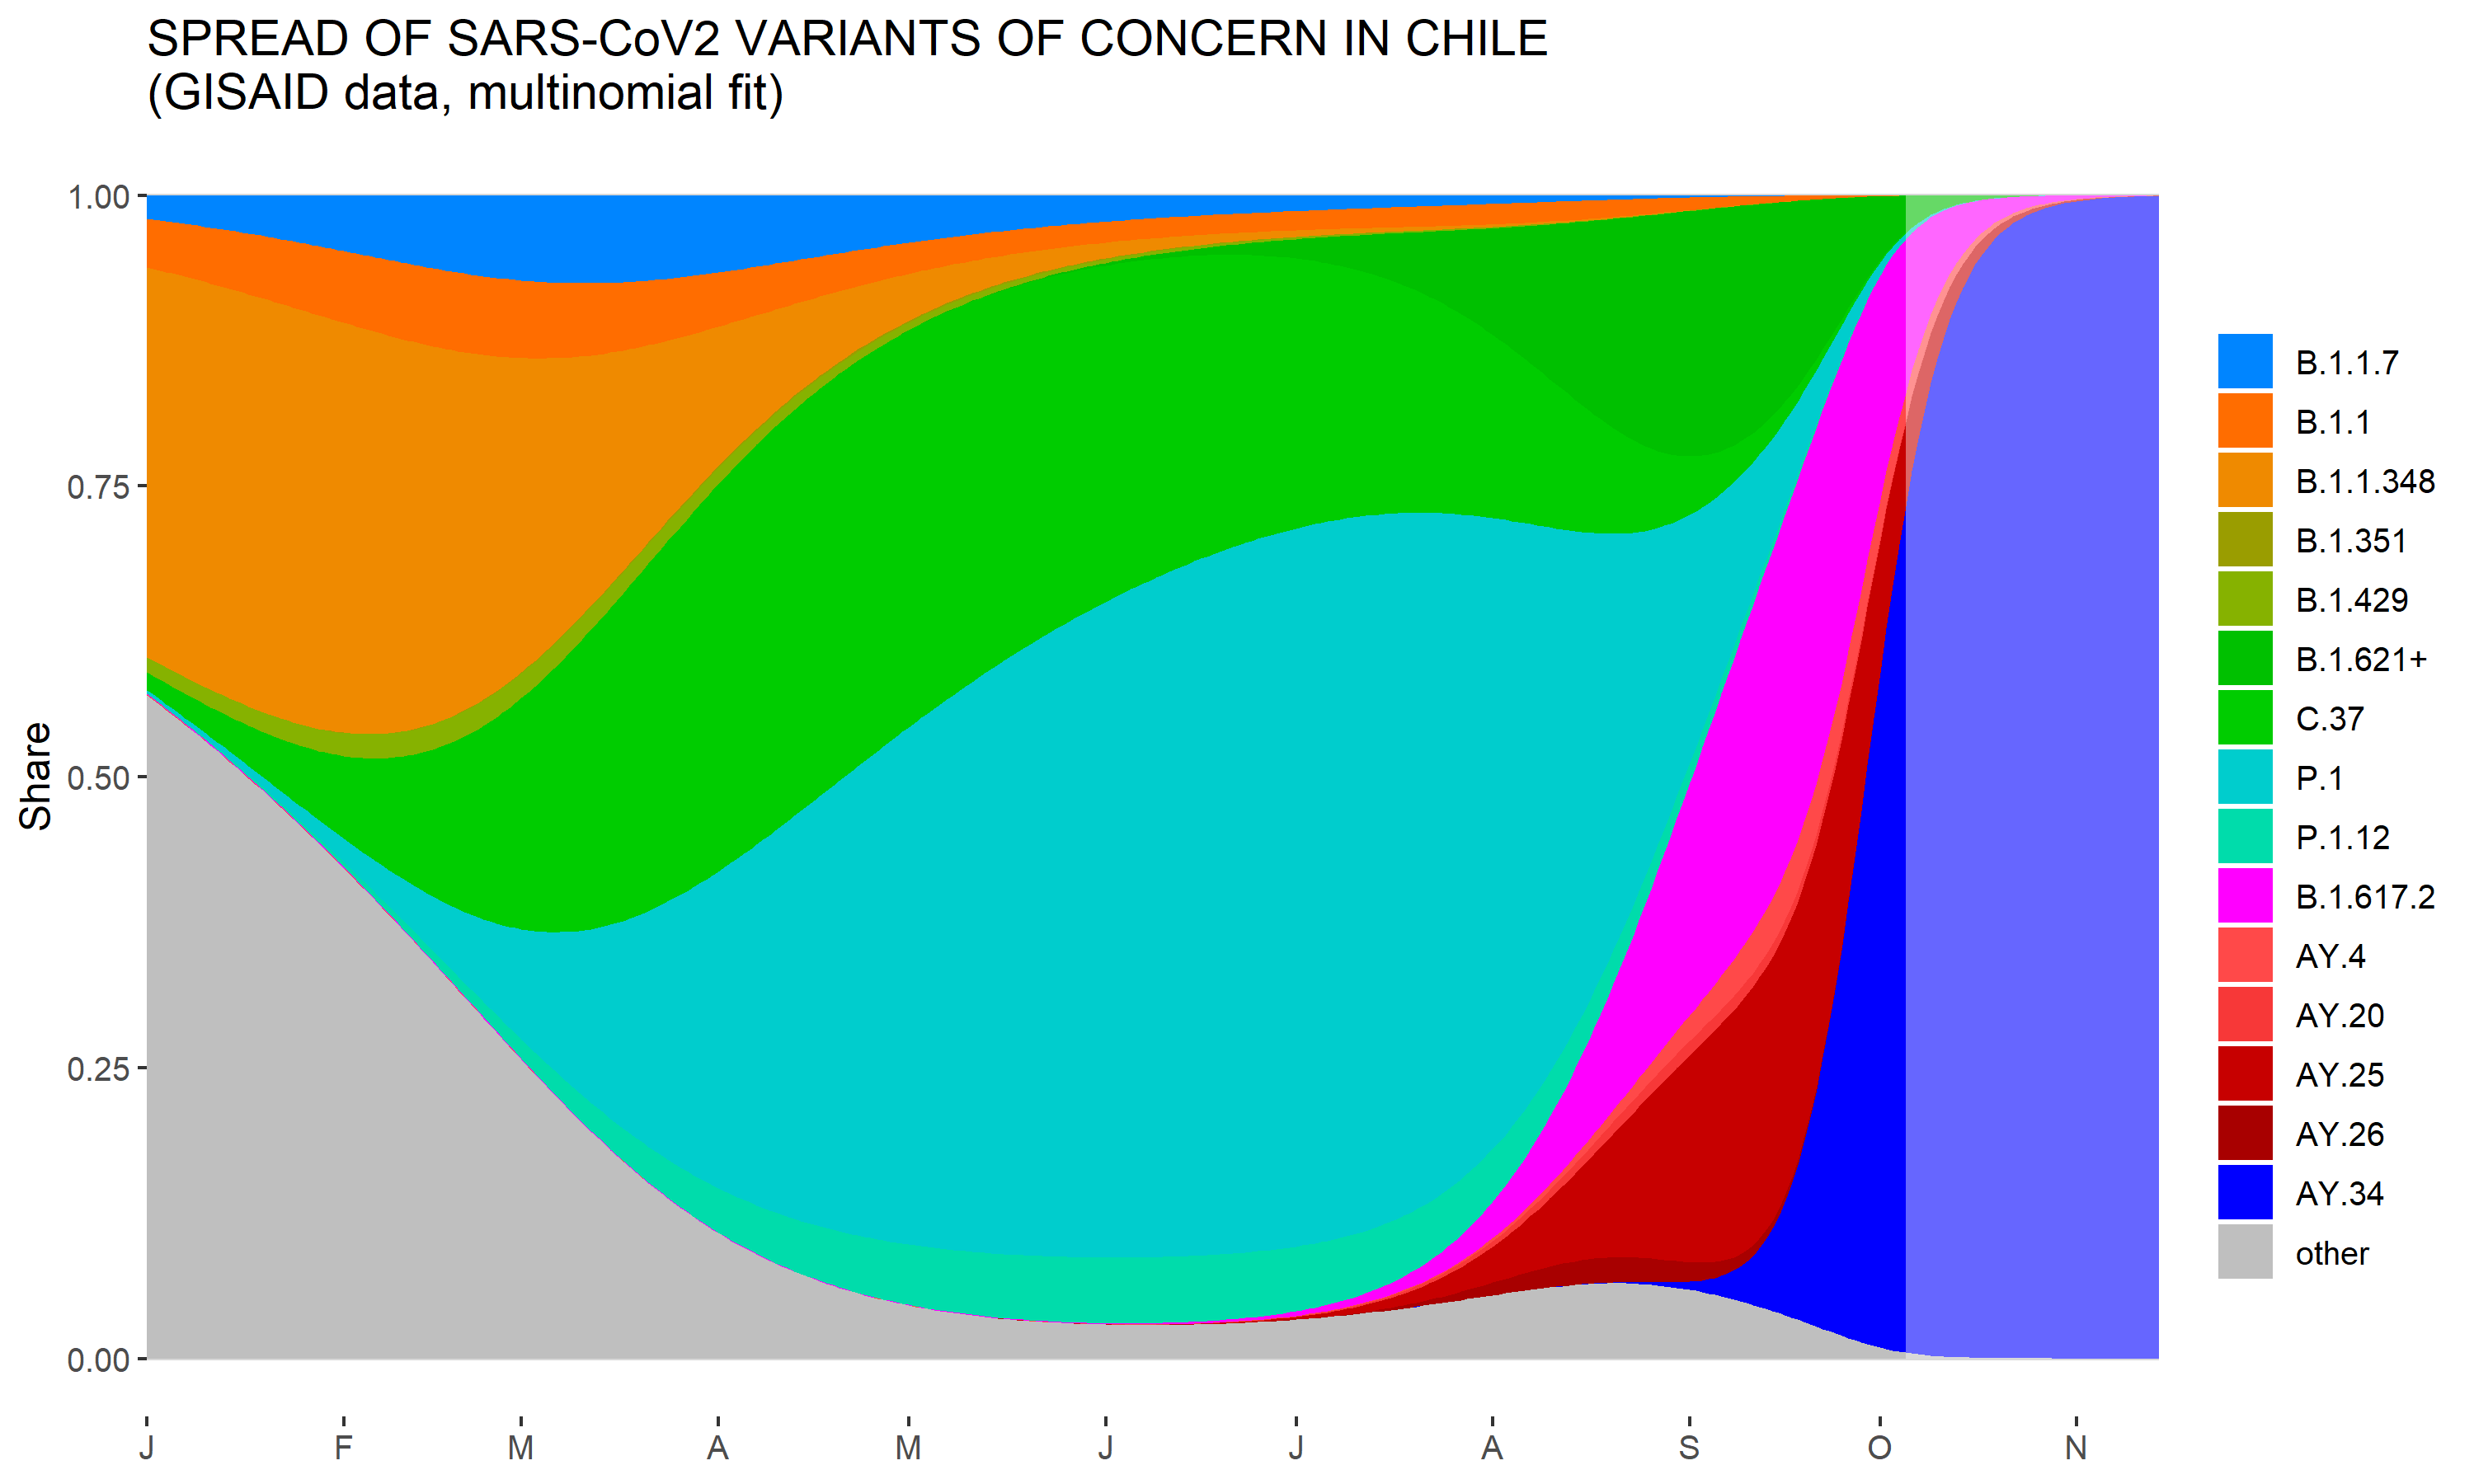 SPREAD OF SARS-CoV2 VARIANTS OF CONCERN IN CHILE
(GISAID data, multinomial fit)
1.00
0.75
0.50
0.25
0.00
Share
J F M A M J J A S O N
B.1.1.7
B.1.1
B.1.1.348
B.1.351
B.1.429
B.1.621+
C.37
P.1
P.1.12
B.1.617.2
AY.4
AY.20
AY.25
AY.26
AY.34
other